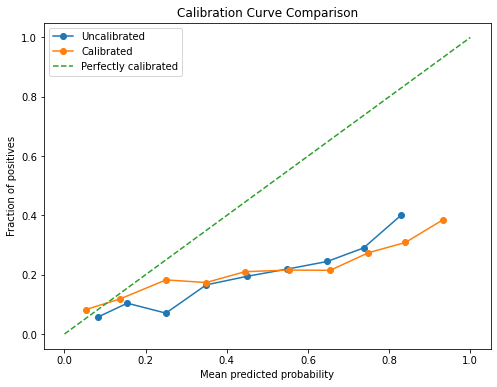 Calibration Curve Comparison
Uncalibrated
Calibrated
Perfectly calibrated
Fraction of positives
1.0
0.8
0.6
0.4
0.2
0.0
0.0 0.2 0.4 0.6 0.8 1.0
Mean predicted probability